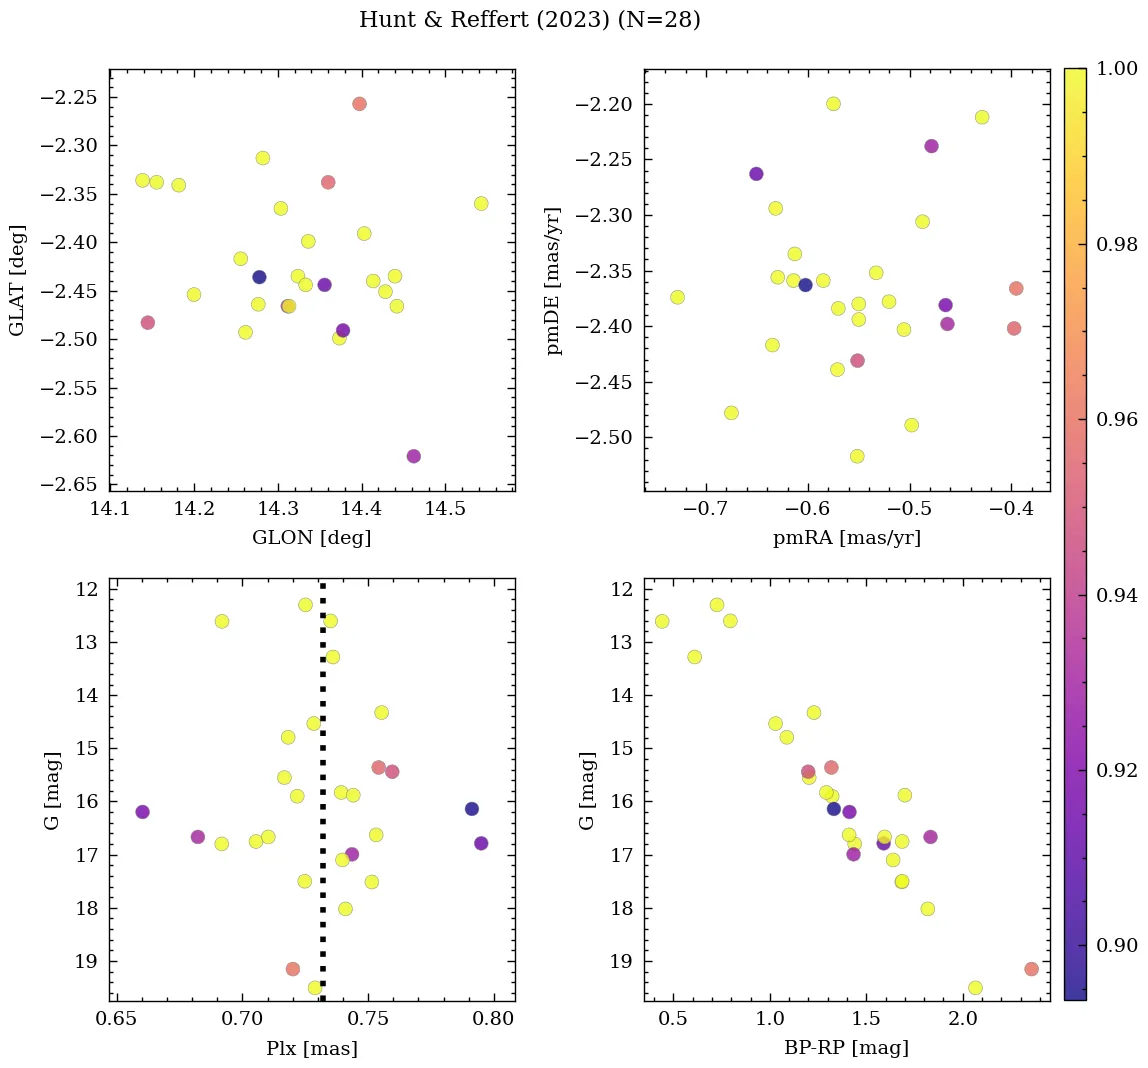 Hunt & Reffert (2023) (N=28)
−2.25
−2.30
−2.35
−2.40
−2.45
−2.50
−2.55
−2.60
−2.65
GLAT [deg]
14.1 14.2 14.3 14.4 14.5
GLON [deg]
−2.20
−2.25
−2.30
−2.35
−2.40
−2.45
−2.50
pmDE [mas/yr]
−0.7 −0.6 −0.5 −0.4
pmRA [mas/yr]
12
13
14
15
16
17
18
19
G [mag]
0.65 0.70 0.75 0.80
Plx [mas]
12
13
14
15
16
17
18
19
G [mag]
0.5 1.0 1.5 2.0
BP-RP [mag]
1.00
0.98
0.96
0.94
0.92
0.90